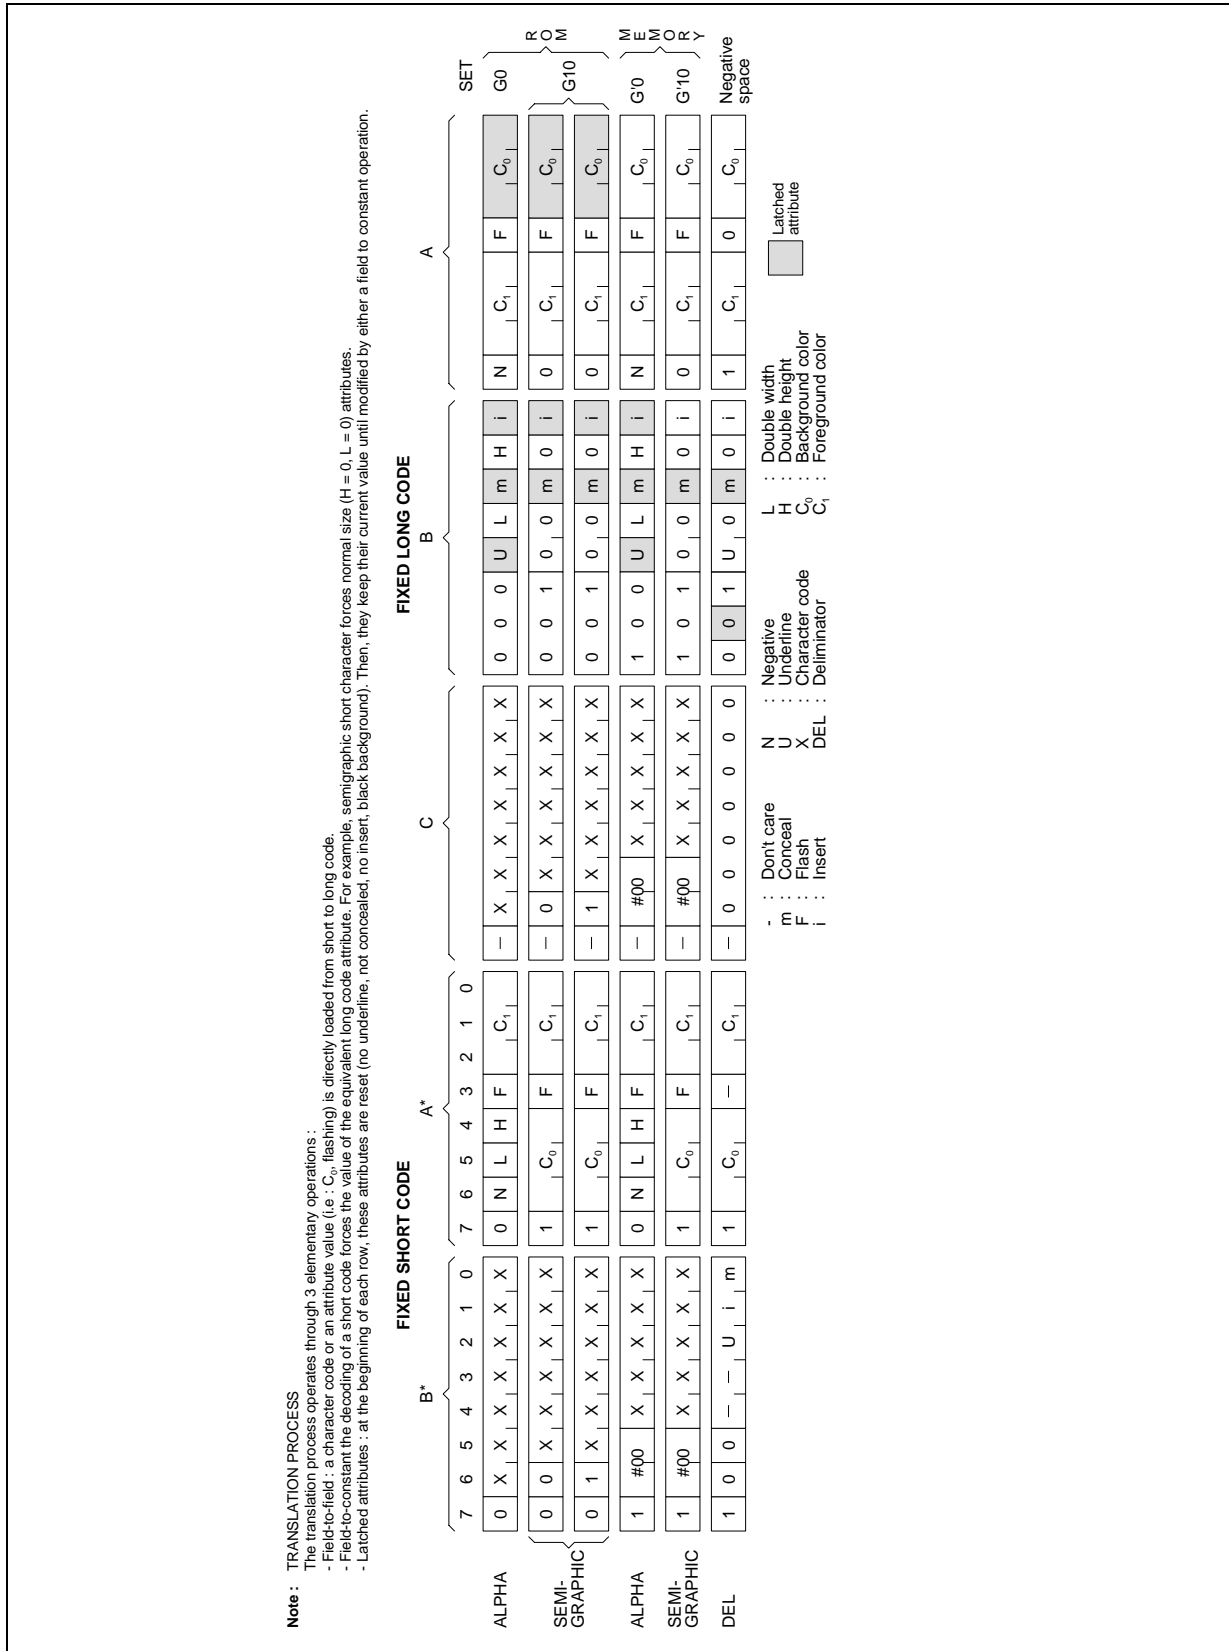 Note : TRANSLATION PROCESS
The translation process operates through 3 elementary operations :
- Field-to-field : a character code or an attribute value (i.e : C0, flashing) is directly loaded from short to long code.
- Field-to-constant the decoding of a short code forces the value of the equivalent long code attribute. For example, semigraphic short character forces normal size (H = 0, L = 0) attributes.
- Latched attributes : at the beginning of each row, these attributes are reset (no underline, not concealed, no insert, black background). Then, they keep their current value until modified by either a field to constant operation.
FIXED SHORT CODE FIXED LONG CODE
B* A* C B A
7 6 5 4 3 2 1 0 7 6 5 4 3 2 1 0 SET
ALPHA 0 X X X X X X X 0 N L H F C1 – X X X X X X X 0 0 0 U L m H i N C1 F C0 G0
SEMI-GRAPHIC 0 0 X X X X X X 1 C0 F C1 – 0 X X X X X X 0 0 1 0 0 m 0 i 0 C1 F C0 G10
0 1 X X X X X X 1 C0 F C1 – 1 X X X X X X 0 0 1 0 0 m 0 i 0 C1 F C0
ROM
ALPHA 1 #00 X X X X X 0 N L H F C1 – #00 X X X X X 1 0 0 U L m H i N C1 F C0 G'0
SEMI-GRAPHIC 1 #00 X X X X X 1 C0 F C1 – #00 X X X X X 1 0 1 0 0 m 0 i 0 C1 F C0 G'10
MEMORY
DEL 1 0 0 – – U i m 1 C0 – C1 – 0 0 0 0 0 0 0 0 0 1 U 0 m 0 i 1 C1 0 C0 Negative space
- : Don't care N : Negative L : Double width Latched attribute
m : Conceal U : Underline H : Double height
F : Flash X : Character code C0 : Background color
i : Insert DEL : Deliminator C1 : Foreground color